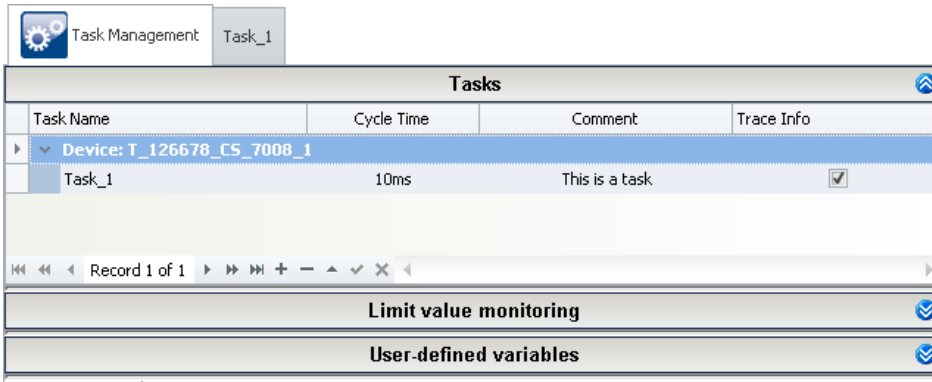 Task Management Task_1
Tasks
Task Name Cycle Time Comment Trace Info
Device: T_126678_CS_7008_1
Task_1 10ms This is a task
Record 1 of 1
Limit value monitoring
User-defined variables